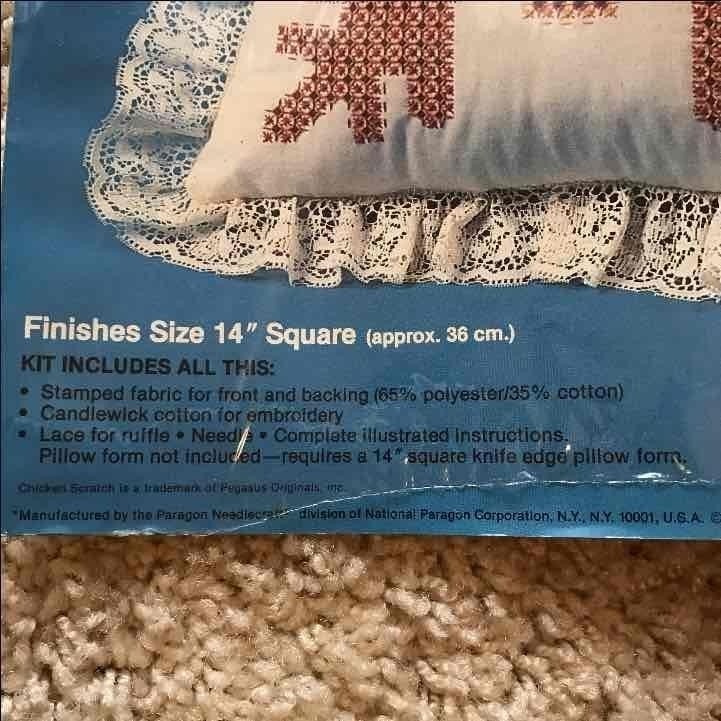 Finishes Size 14" Square (approx. 36 cm.)
KIT INCLUDES ALL THIS:
• Stamped fabric for front and backing (65% polyester/35% cotton)
• Candlewick cotton for embroidery
• Lace for ruffle • Needle • Complete illustrated instructions.
Pillow form not included—requires a 14" square knife edge pillow form.
Chicken Scratch is a trademark of Pegasus Originals, Inc.
*Manufactured by the Paragon Needlecraft division of National Paragon Corporation, N.Y., N.Y. 10001, U.S.A. ©